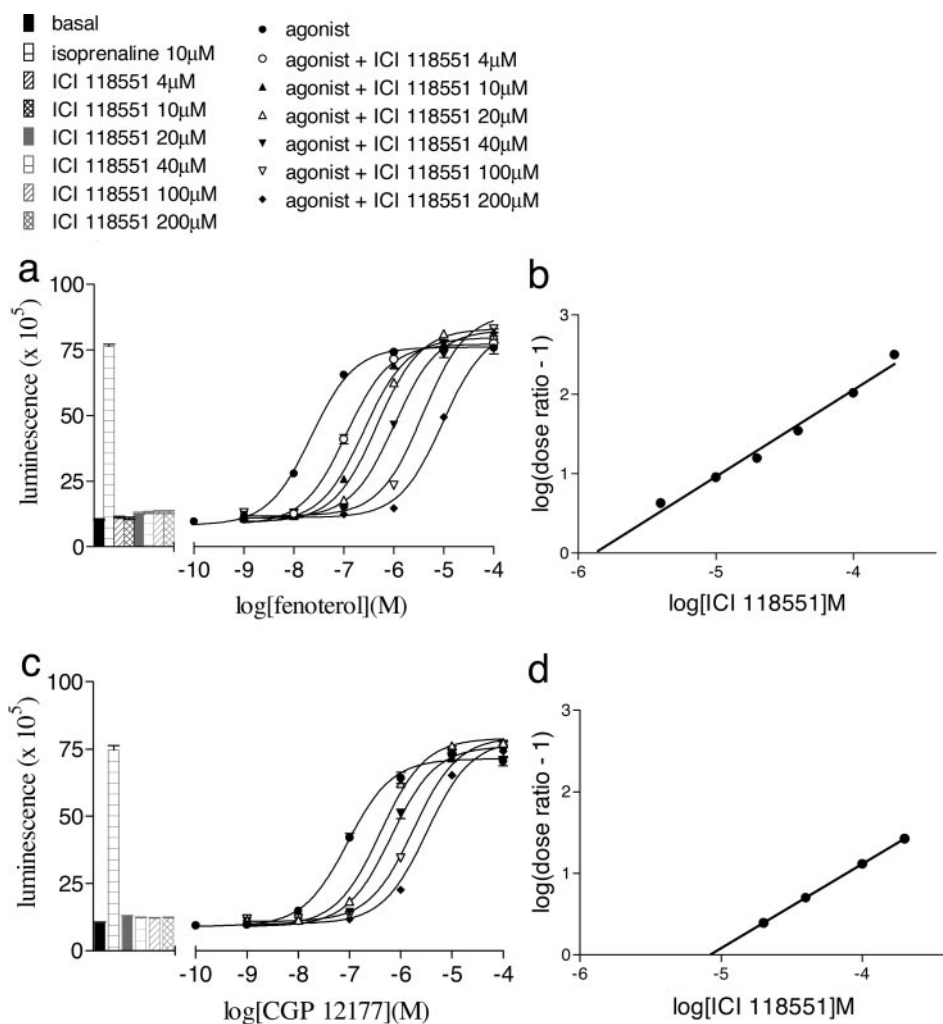 basal
isoprenaline 10µM
ICI 118551 4µM
ICI 118551 10µM
ICI 118551 20µM
ICI 118551 40µM
ICI 118551 100µM
ICI 118551 200µM
agonist
agonist + ICI 118551 4µM
agonist + ICI 118551 10µM
agonist + ICI 118551 20µM
agonist + ICI 118551 40µM
agonist + ICI 118551 100µM
agonist + ICI 118551 200µM
a
luminescence (x 10⁵)
100
75
50
25
0
-10 -9 -8 -7 -6 -5 -4
log[fenoterol](M)
b
log(dose ratio - 1)
3
2
1
0
-6 -5 -4
log[ICI 118551]M
c
luminescence (x 10⁵)
100
75
50
25
0
-10 -9 -8 -7 -6 -5 -4
log[CGP 12177](M)
d
log(dose ratio - 1)
3
2
1
0
-6 -5 -4
log[ICI 118551]M